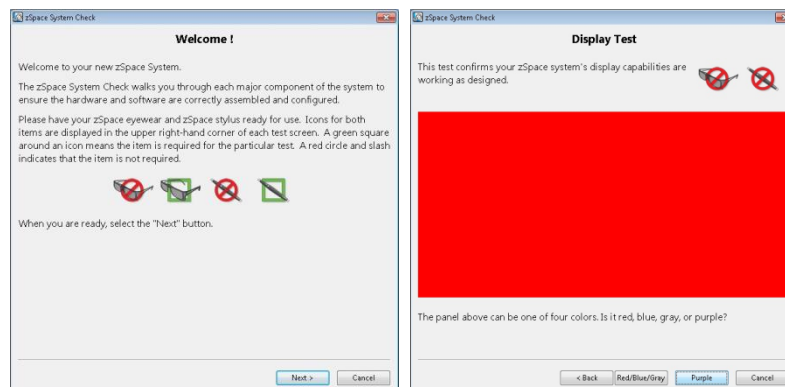 zSpace System Check
Welcome !
Welcome to your new zSpace System.
The zSpace System Check walks you through each major component of the system to
ensure the hardware and software are correctly assembled and configured.
Please have your zSpace eyewear and zSpace stylus ready for use. Icons for both
items are displayed in the upper right-hand corner of each test screen. A green square
around an icon means the item is required for the particular test. A red circle and slash
indicates that the item is not required.
When you are ready, select the "Next" button.
Next >
Cancel
zSpace System Check
Display Test
This test confirms your zSpace system's display capabilities are
working as designed.
The panel above can be one of four colors. Is it red, blue, gray, or purple?
< Back
Red/Blue/Gray
Purple
Cancel